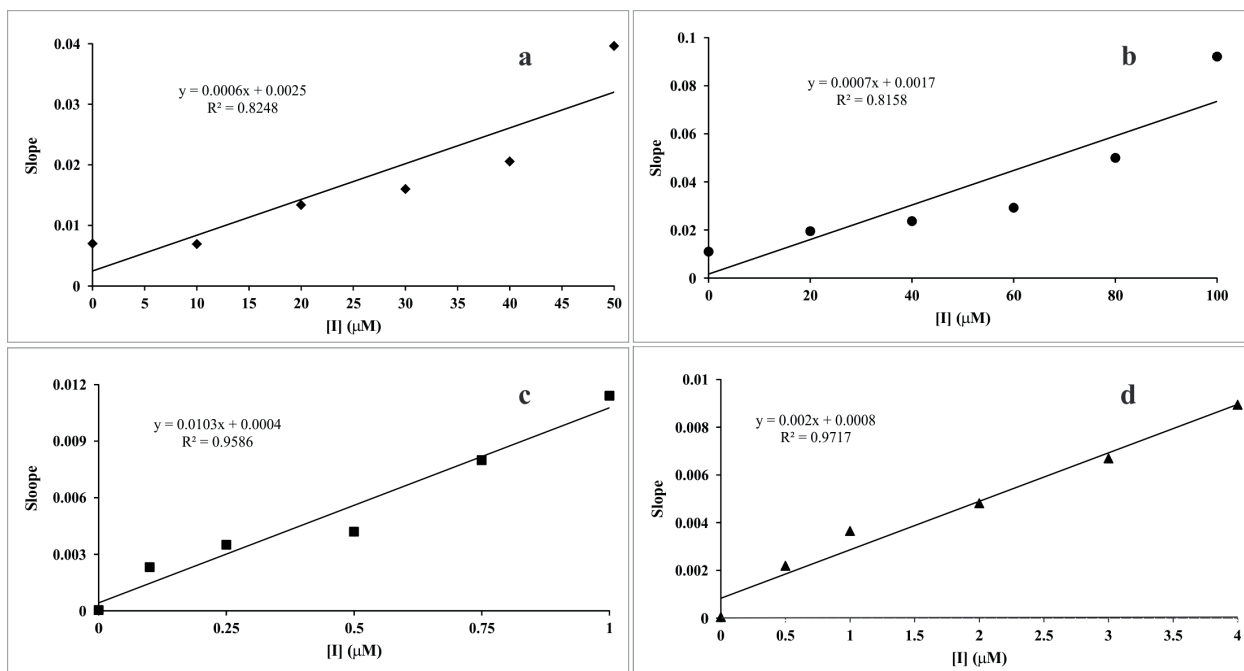 a
y = 0.0006x + 0.0025
R² = 0.8248
Slope
0.04
0.03
0.02
0.01
0
0 5 10 15 20 25 30 35 40 45 50
[I] (μM)
b
y = 0.0007x + 0.0017
R² = 0.8158
Slope
0.1
0.08
0.06
0.04
0.02
0
0 20 40 60 80 100
[I] (μM)
c
y = 0.0103x + 0.0004
R² = 0.9586
Sloope
0.012
0.009
0.006
0.003
0
0 0.25 0.5 0.75 1
[I] (μM)
d
y = 0.002x + 0.0008
R² = 0.9717
Slope
0.01
0.008
0.006
0.004
0.002
0
0 0.5 1 1.5 2 2.5 3 3.5 4
[I] (μM)